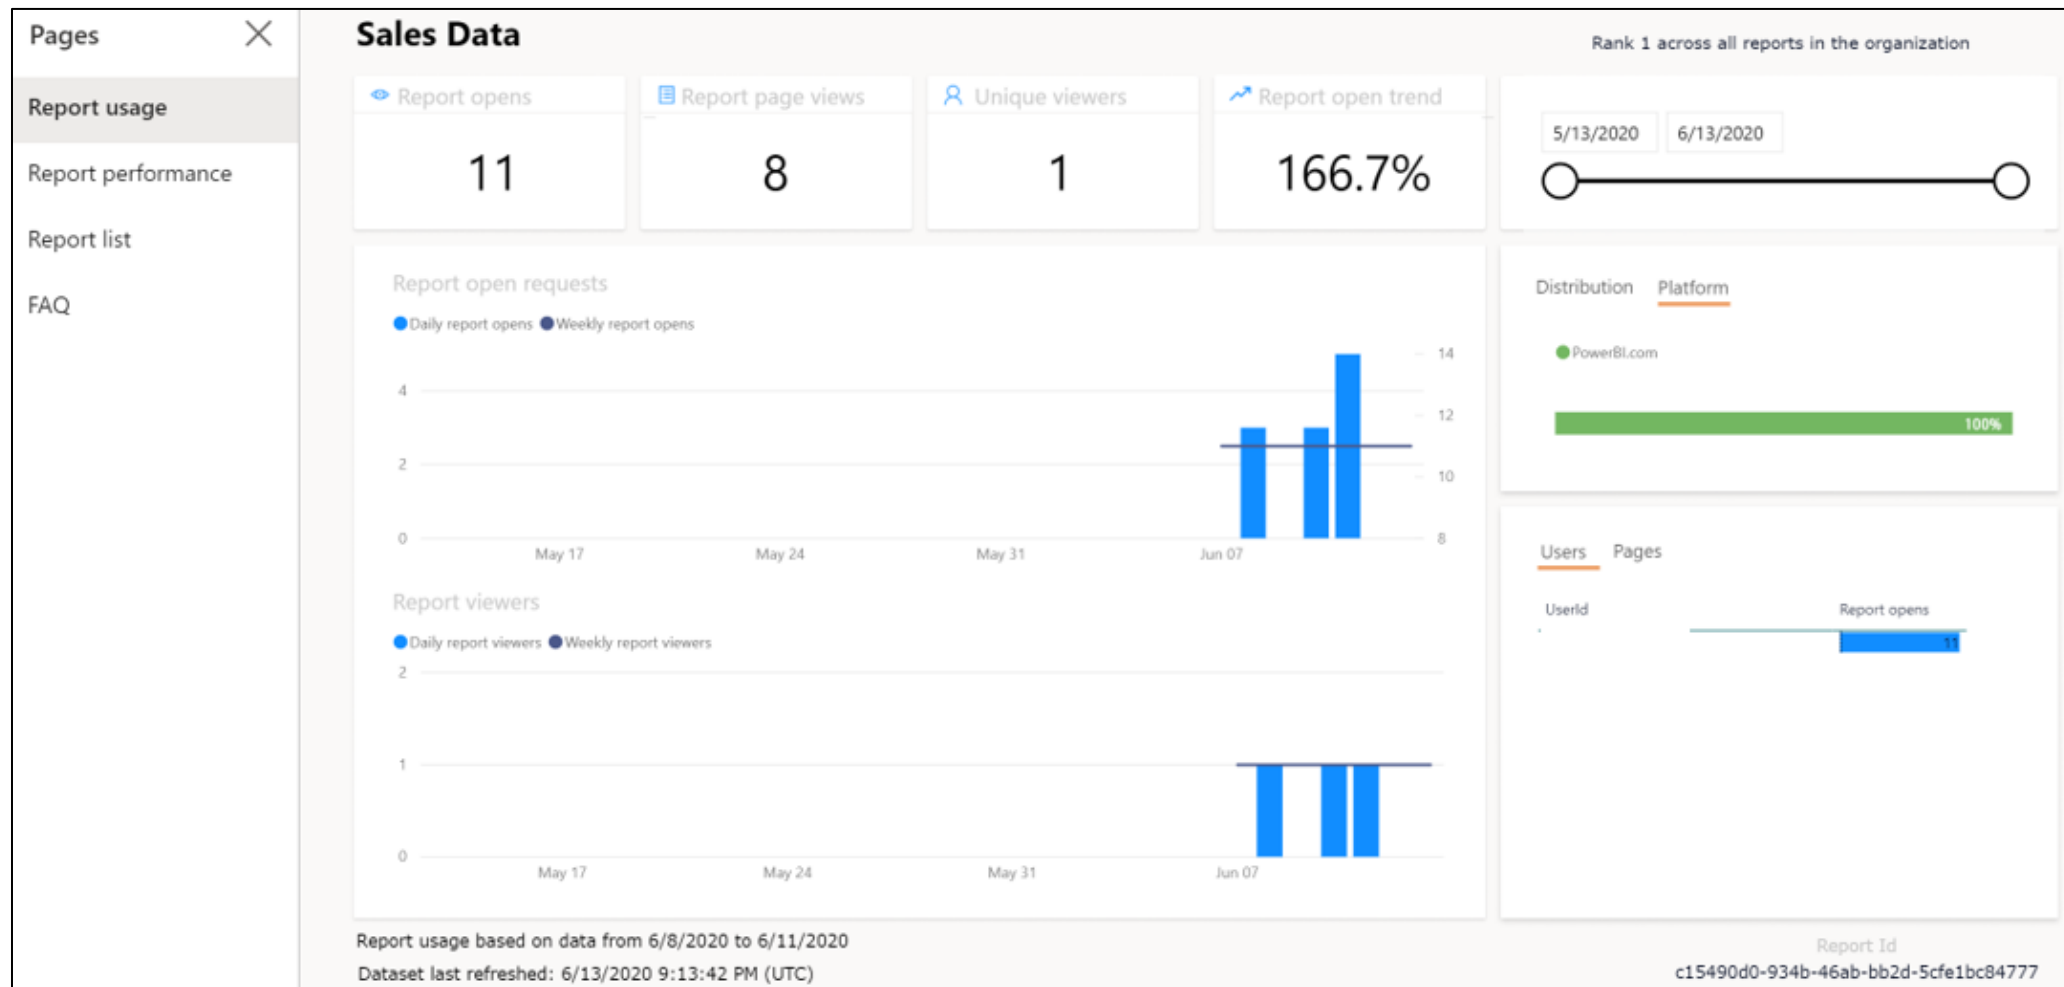 Pages
Report usage
Report performance
Report list
FAQ
Sales Data
Rank 1 across all reports in the organization
Report opens
11
Report page views
8
Unique viewers
1
Report open trend
166.7%
5/13/2020 6/13/2020
Report open requests
Daily report opens Weekly report opens
14
4
12
2
10
0
8
May 17 May 24 May 31 Jun 07
Report viewers
Daily report viewers Weekly report viewers
2
1
0
May 17 May 24 May 31 Jun 07
Distribution Platform
PowerBI.com
100%
Users Pages
UserId Report opens
11
Report usage based on data from 6/8/2020 to 6/11/2020
Dataset last refreshed: 6/13/2020 9:13:42 PM (UTC)
Report Id
c15490d0-934b-46ab-bb2d-5cfe1bc84777